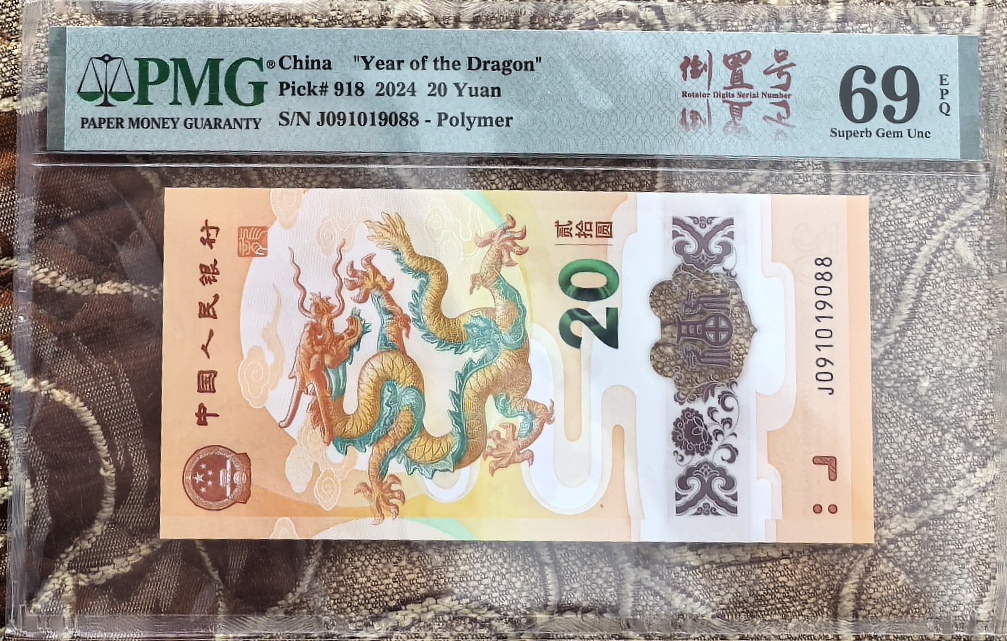 PMG® China "Year of the Dragon"
Pick# 918 2024 20 Yuan
PAPER MONEY GUARANTY S/N J091019088 - Polymer
倒置号
Rotator Digits Serial Number
69 EPQ
Superb Gem Unc
中国人民银行
贰拾圆
20
福
J091019088